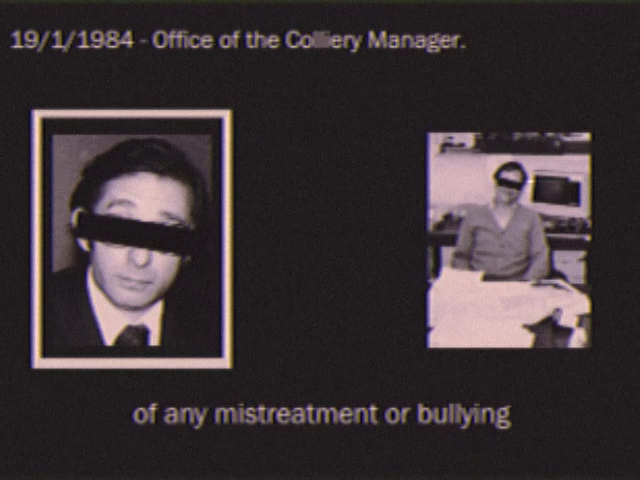 19/1/1984 - Office of the Colliery Manager.
of any mistreatment or bullying